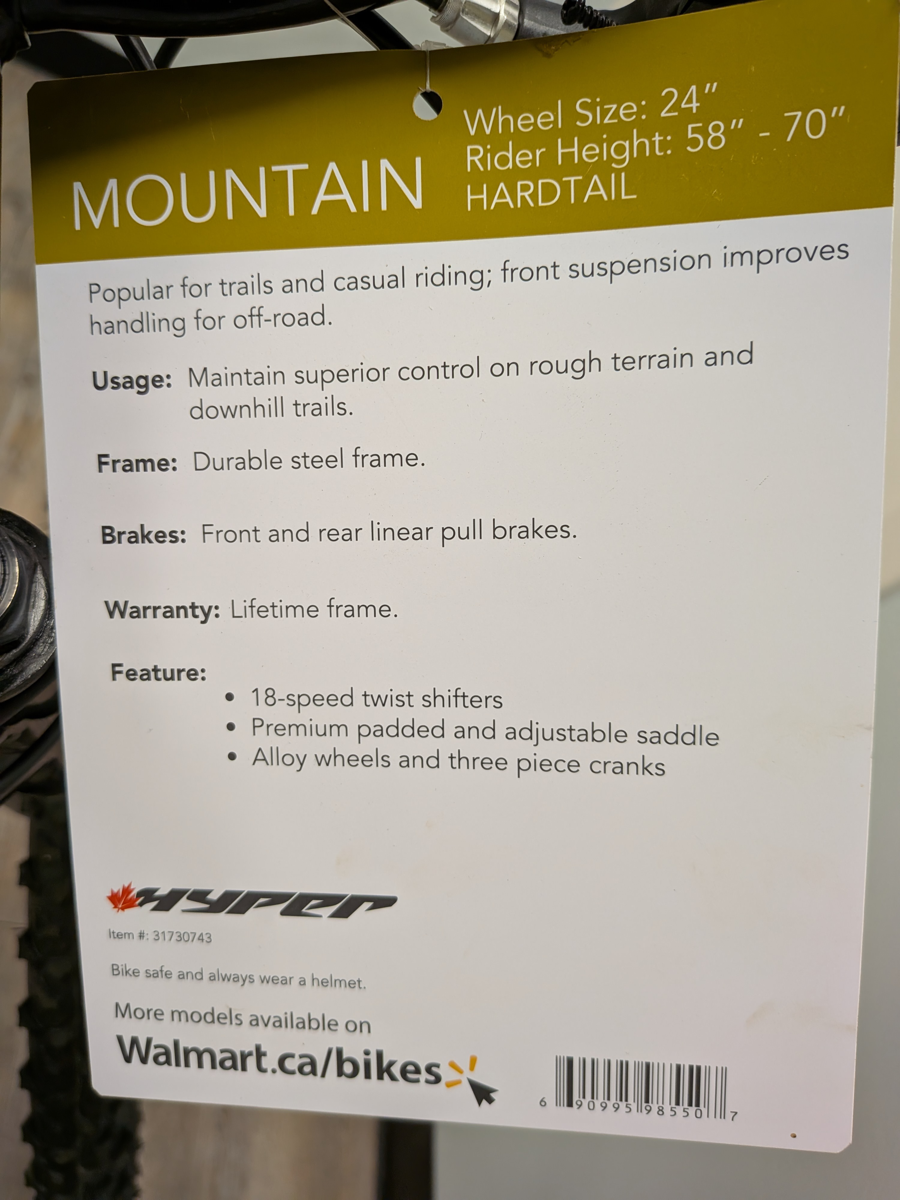 MOUNTAIN
Wheel Size: 24”
Rider Height: 58” - 70”
HARDTAIL
Popular for trails and casual riding; front suspension improves
handling for off-road.
Usage: Maintain superior control on rough terrain and
downhill trails.
Frame: Durable steel frame.
Brakes: Front and rear linear pull brakes.
Warranty: Lifetime frame.
Feature:
• 18-speed twist shifters
• Premium padded and adjustable saddle
• Alloy wheels and three piece cranks
HYPER
Item #: 31730743
Bike safe and always wear a helmet.
More models available on
Walmart.ca/bikes
6 90995 98550 7